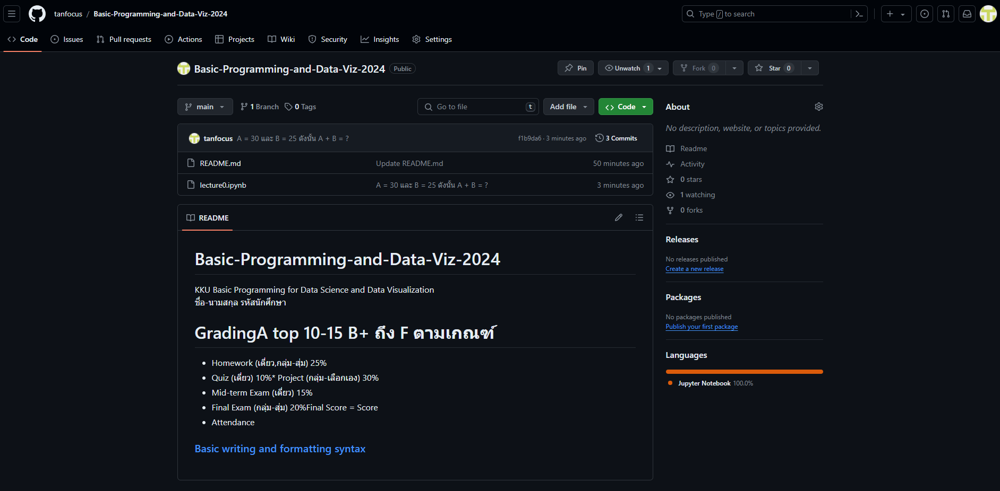 tanfocus / Basic-Programming-and-Data-Viz-2024
Type / to search
Code Issues Pull requests Actions Projects Wiki Security Insights Settings
Basic-Programming-and-Data-Viz-2024 Public
Pin Unwatch 1 Fork 0 Star 0
main 1 Branch 0 Tags Go to file t Add file Code
tanfocus A = 30 และ B = 25 ดังนั้น A + B = ? f1b9da6 · 3 minutes ago 3 Commits
README.md Update README.md 50 minutes ago
lecture0.ipynb A = 30 และ B = 25 ดังนั้น A + B = ? 3 minutes ago
README
Basic-Programming-and-Data-Viz-2024
KKU Basic Programming for Data Science and Data Visualization
ชื่อ-นามสกุล รหัสนักศึกษา
GradingA top 10-15 B+ ถึง F ตามเกณฑ์
Homework (เดี่ยว,กลุ่ม-สุ่ม) 25%
Quiz (เดี่ยว) 10%* Project (กลุ่ม-เลือกเอง) 30%
Mid-term Exam (เดี่ยว) 15%
Final Exam (กลุ่ม-สุ่ม) 20%Final Score = Score
Attendance
Basic writing and formatting syntax
About
No description, website, or topics provided.
Readme
Activity
0 stars
1 watching
0 forks
Releases
No releases published
Create a new release
Packages
No packages published
Publish your first package
Languages
Jupyter Notebook 100.0%